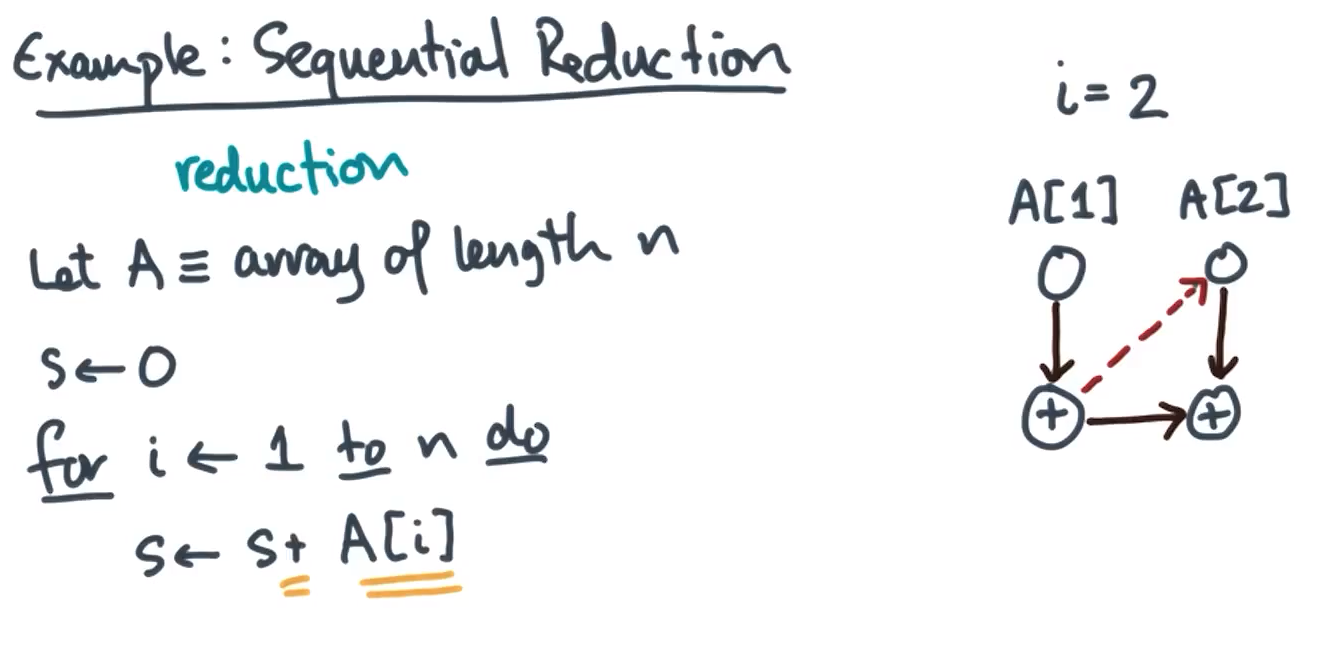 Example: Sequential Reduction
reduction
Let A ≡ array of length n
s ← 0
for i ← 1 to n do
s ← s + A[i]
i = 2
A[1] A[2]
+ +